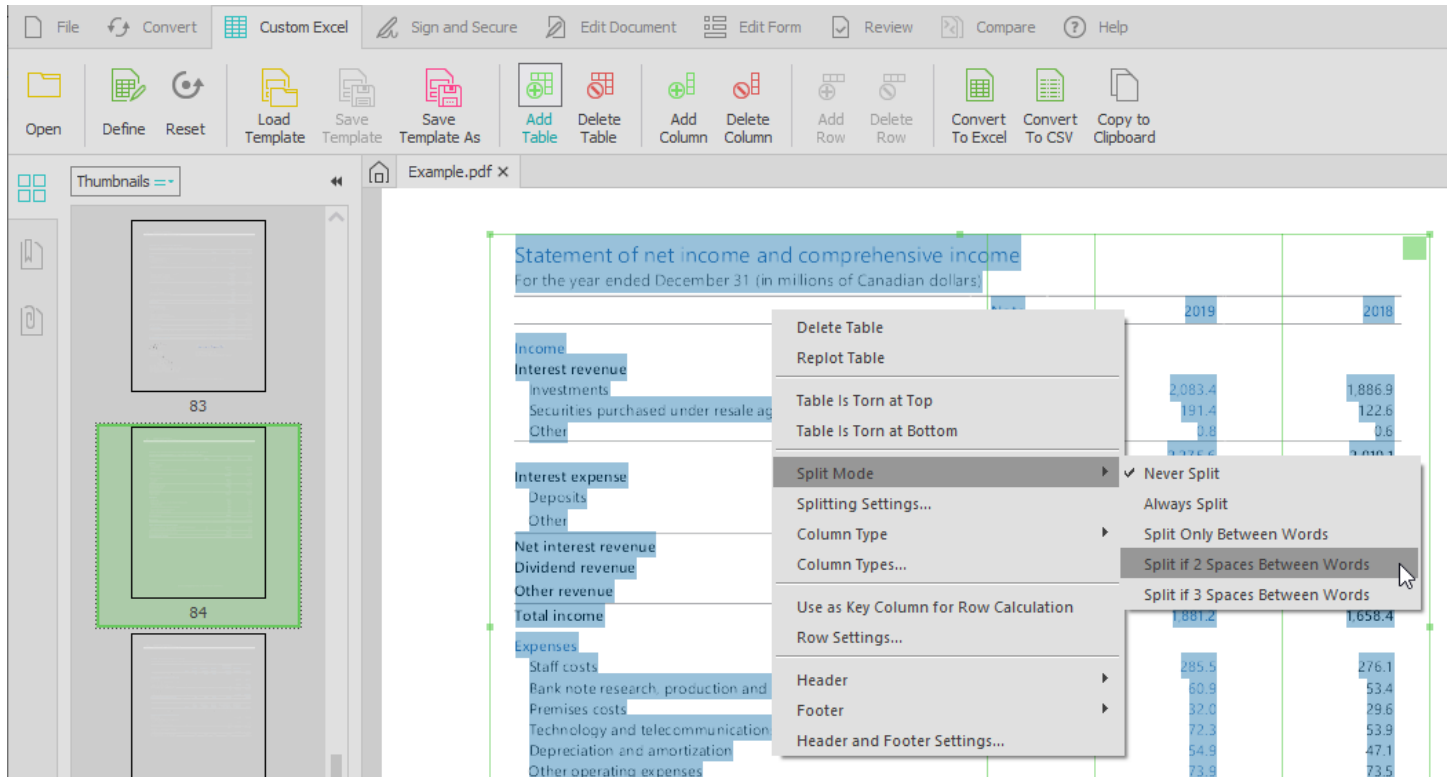 File Convert Custom Excel Sign and Secure Edit Document Edit Form Review Compare Help
Open Define Reset Load Template Save Template Save Template As Add Table Delete Table Add Column Delete Column Add Row Delete Row Convert To Excel Convert To CSV Copy to Clipboard
Thumbnails
Example.pdf
83
84
Statement of net income and comprehensive income
For the year ended December 31 (in millions of Canadian dollars)
2019 2018
Income
Interest revenue
Investments 2,083.4 1,886.9
Securities purchased under resale ag 191.4 122.6
Other 0.8 0.6
Interest expense
Deposits
Other
Net interest revenue
Dividend revenue
Other revenue
Total income 1,881.2 1,658.4
Expenses
Staff costs 285.5 276.1
Bank note research, production and 60.9 53.4
Premises costs 32.0 29.6
Technology and telecommunication 72.3 53.9
Depreciation and amortization 54.9 47.1
Other operating expenses 73.9 73.5
Delete Table
Replot Table
Table Is Torn at Top
Table Is Torn at Bottom
Split Mode
Splitting Settings...
Column Type
Column Types...
Use as Key Column for Row Calculation
Row Settings...
Header
Footer
Header and Footer Settings...
Never Split
Always Split
Split Only Between Words
Split if 2 Spaces Between Words
Split if 3 Spaces Between Words